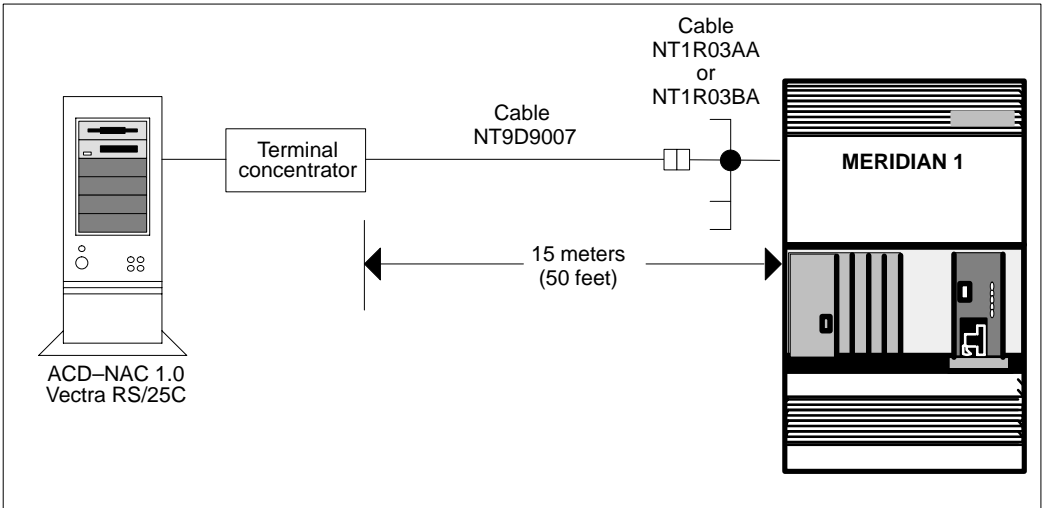 Cable
NT1R03AA
or
NT1R03BA
Cable
NT9D9007
Terminal
concentrator
MERIDIAN 1
15 meters
(50 feet)
ACD–NAC 1.0
Vectra RS/25C